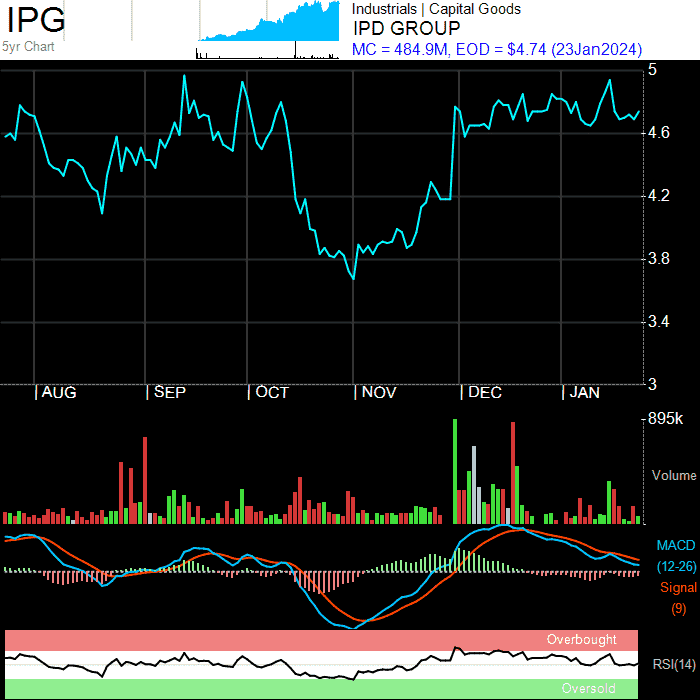 IPG
5yr Chart
Industrials | Capital Goods
IPD GROUP
MC = 484.9M, EOD = $4.74 (23Jan2024)
5
4.6
4.2
3.8
3.4
3
| AUG | SEP | OCT | NOV | DEC | JAN
895k
Volume
MACD
(12-26)
Signal
(9)
Overbought
RSI(14)
Oversold